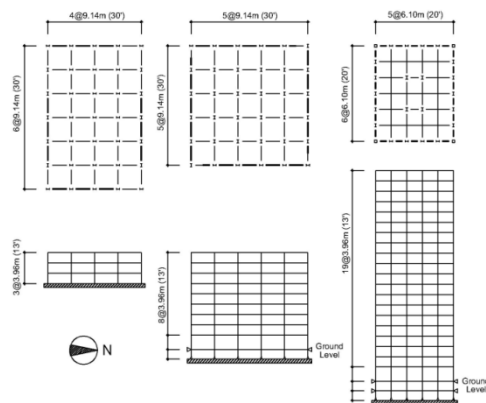 4@9.14m (30')
5@9.14m (30')
5@6.10m (20')
6@9.14m (30')
5@9.14m (30')
6@6.10m (20')
3@3.96m (13')
8@3.96m (13')
19@3.96m (13')
N
Ground
Level
Ground
Level